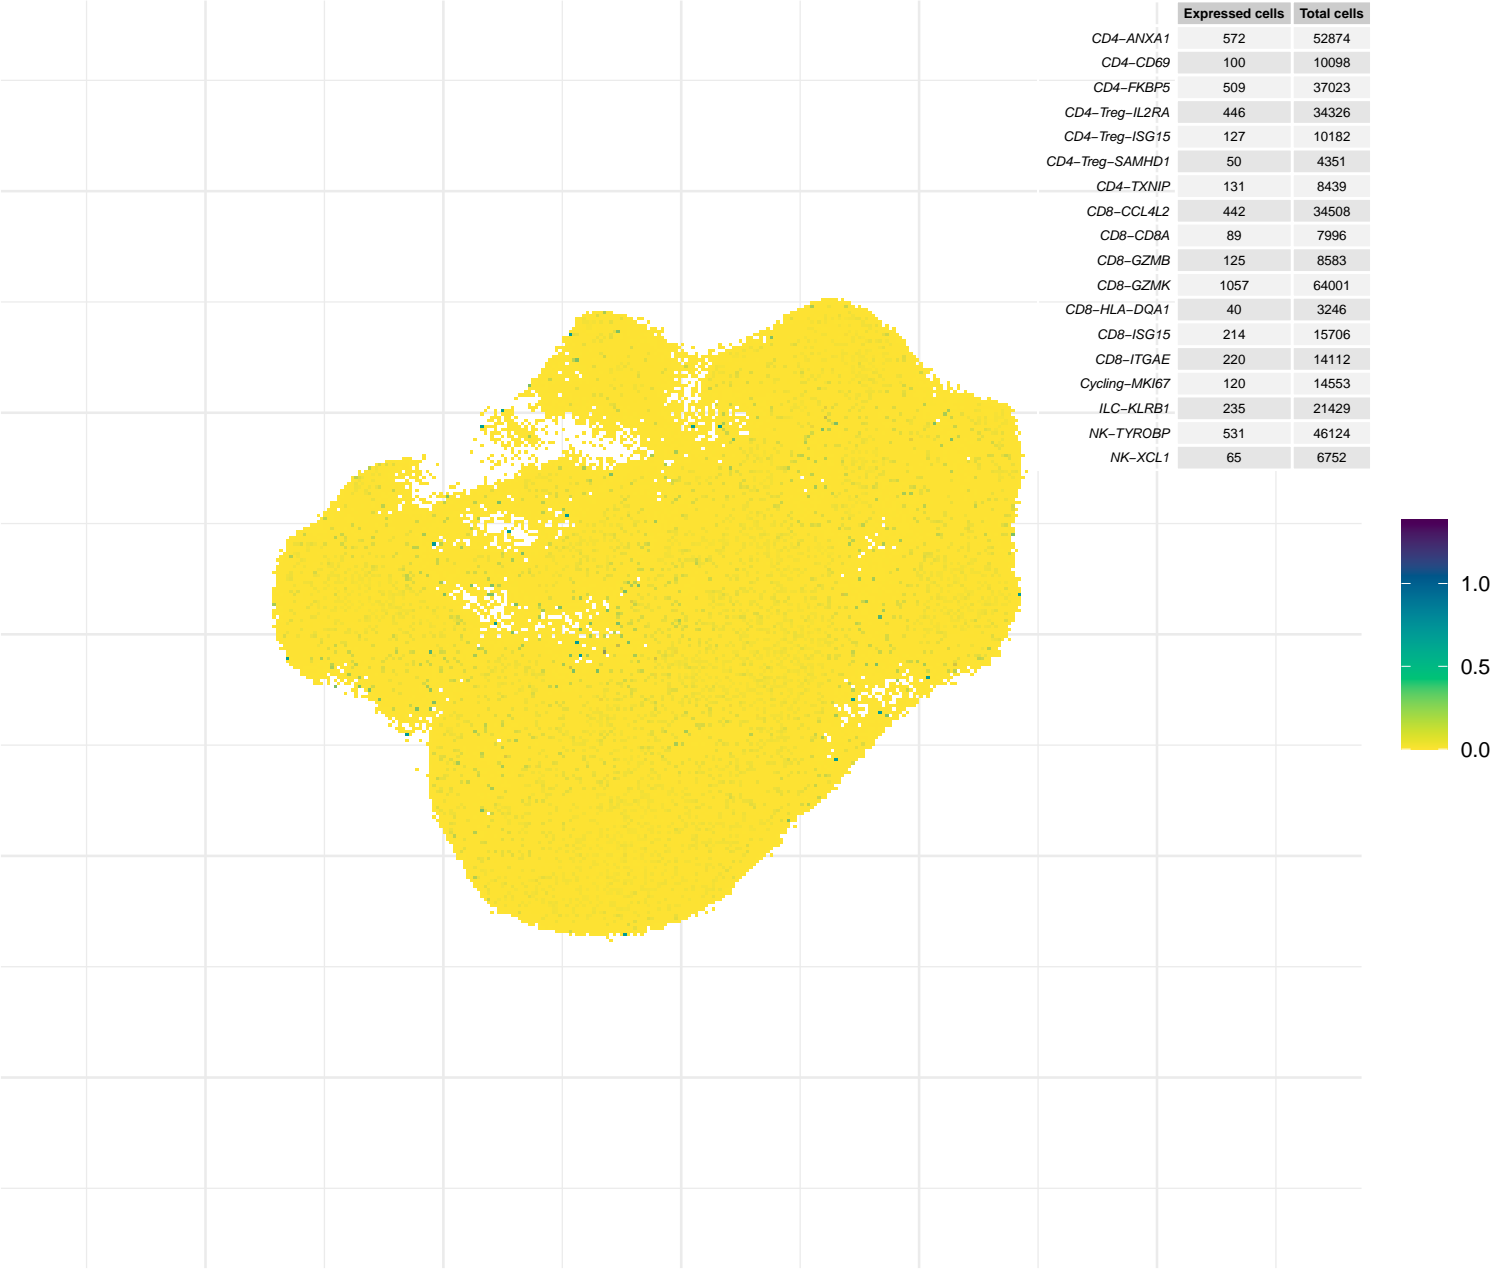 Expressed cells Total cells
CD4−ANXA1 572 52874
CD4−CD69 100 10098
CD4−FKBP5 509 37023
CD4−Treg−IL2RA 446 34326
CD4−Treg−ISG15 127 10182
CD4−Treg−SAMHD1 50 4351
CD4−TXNIP 131 8439
CD8−CCL4L2 442 34508
CD8−CD8A 89 7996
CD8−GZMB 125 8583
CD8−GZMK 1057 64001
CD8−HLA−DQA1 40 3246
CD8−ISG15 214 15706
CD8−ITGAE 220 14112
Cycling−MKI67 120 14553
ILC−KLRB1 235 21429
NK−TYROBP 531 46124
NK−XCL1 65 6752
1.0
0.5
0.0